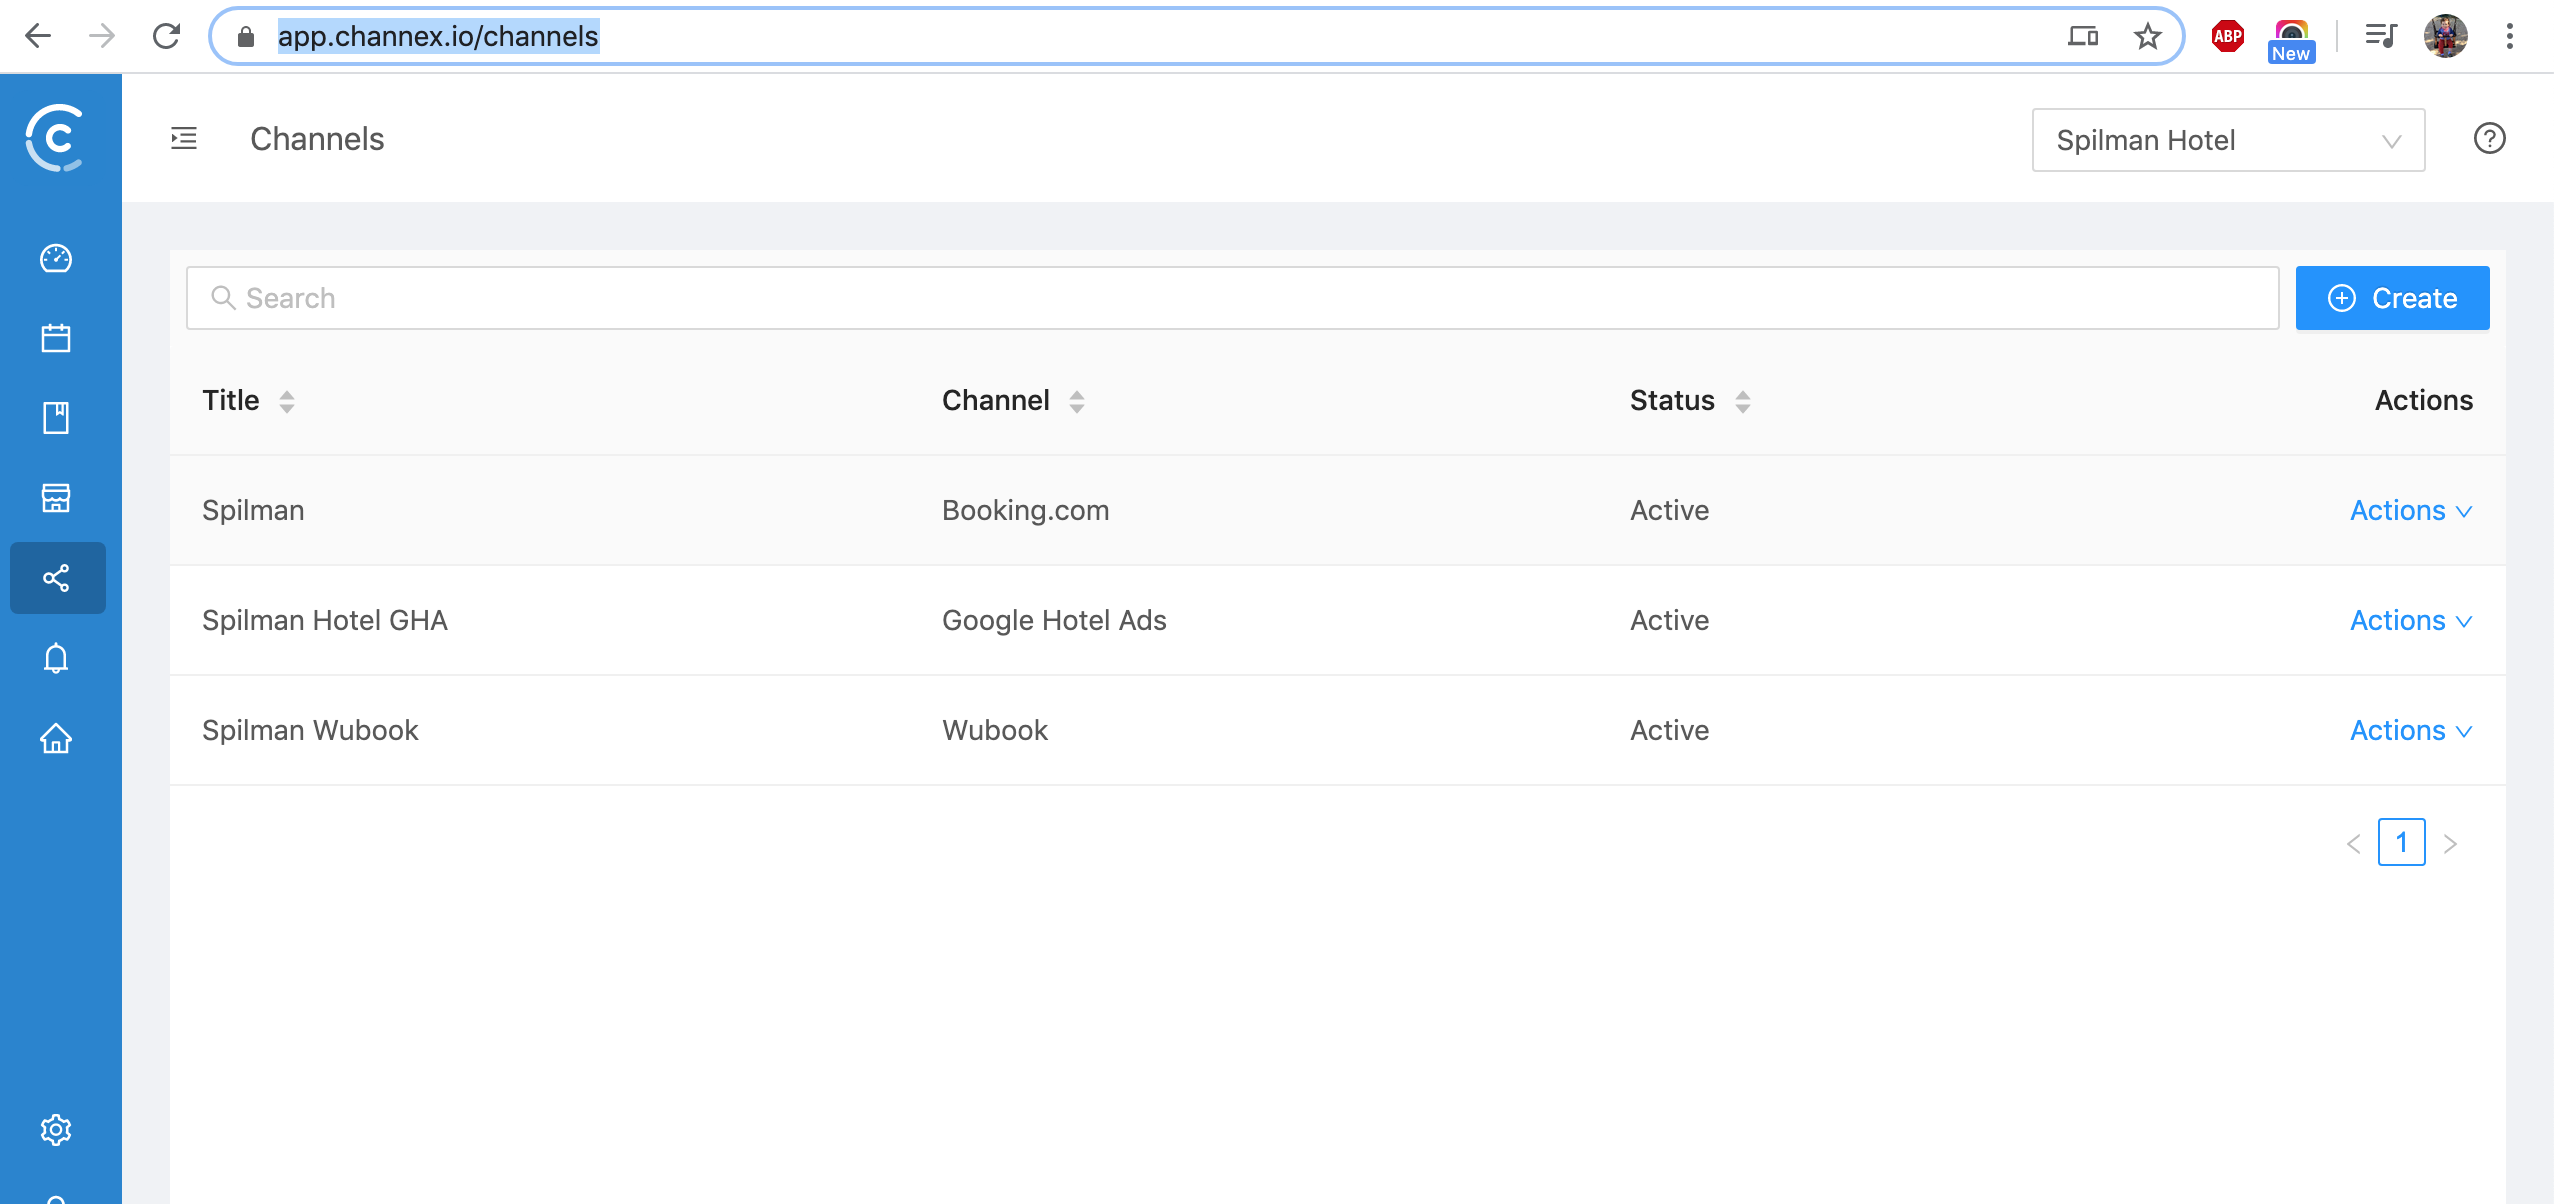 app.channex.io/channels
ABP
New
Channels
Spilman Hotel
Search
Create
Title Channel Status Actions
Spilman Booking.com Active Actions
Spilman Hotel GHA Google Hotel Ads Active Actions
Spilman Wubook Wubook Active Actions
1